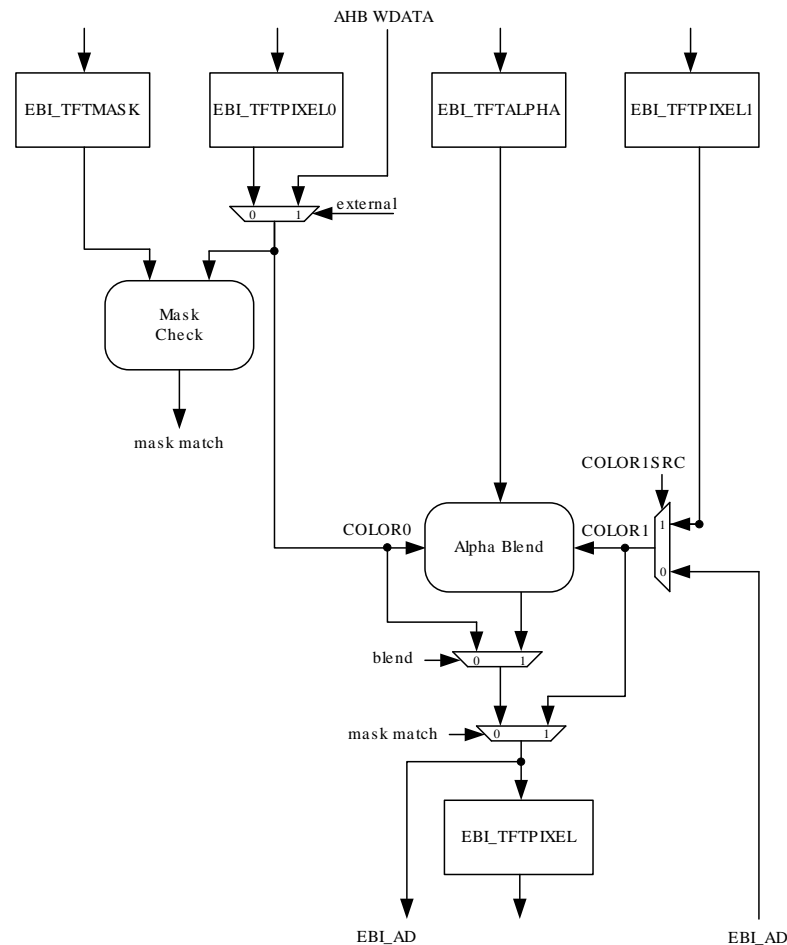 AHB WDATA
EBI_TFTMASK
EBI_TFTPIXEL0
EBI_TFTALPHA
EBI_TFTPIXEL1
external
0
1
Mask
Check
mask match
COLOR1SRC
COLOR0
Alpha Blend
COLOR1
1
0
blend
0
1
mask match
0
1
EBI_TFTPIXEL
EBI_AD
EBI_AD